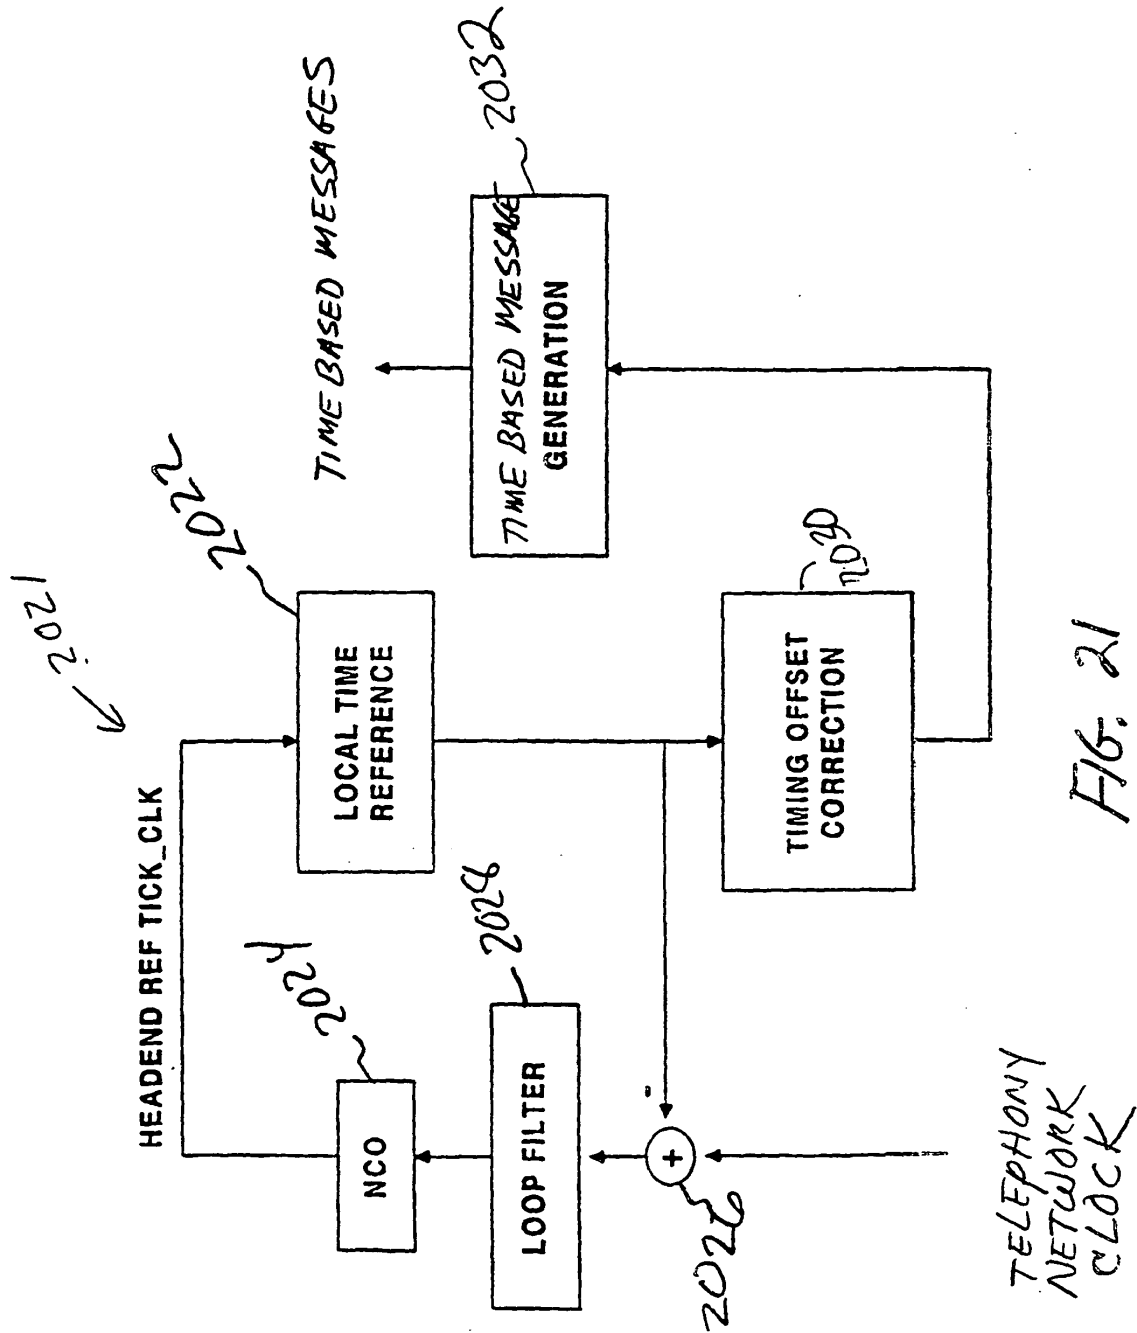 2021
HEADEND REF TICK_CLK
2022
LOCAL TIME
REFERENCE
TIME BASED MESSAGES
2024
NCO
2028
LOOP FILTER
TIME BASED MESSAGE
GENERATION
2032
-
+
2026
TIMING OFFSET
CORRECTION
2030
TELEPHONY
NETWORK
CLOCK
FIG. 21